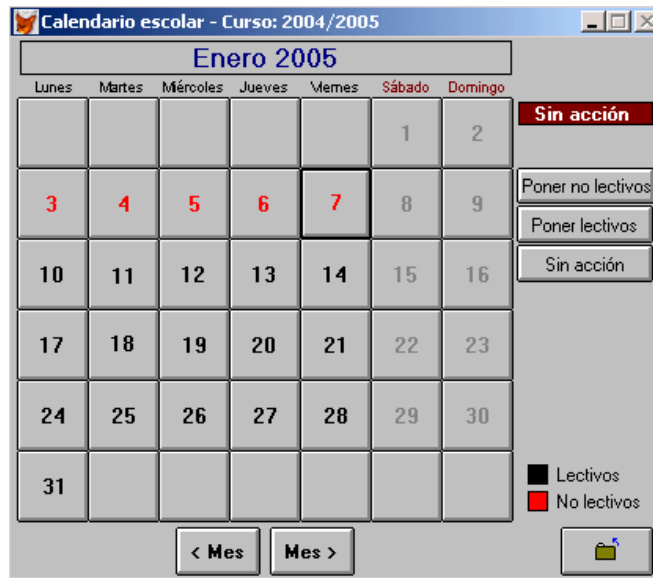 Calendario escolar - Curso: 2004/2005
Enero 2005
Lunes Martes Miércoles Jueves Viernes Sábado Domingo
Sin acción
1 2
Poner no lectivos
3 4 5 6 7 8 9
Poner lectivos
Sin acción
10 11 12 13 14 15 16
17 18 19 20 21 22 23
24 25 26 27 28 29 30
31
Lectivos
No lectivos
< Mes Mes >